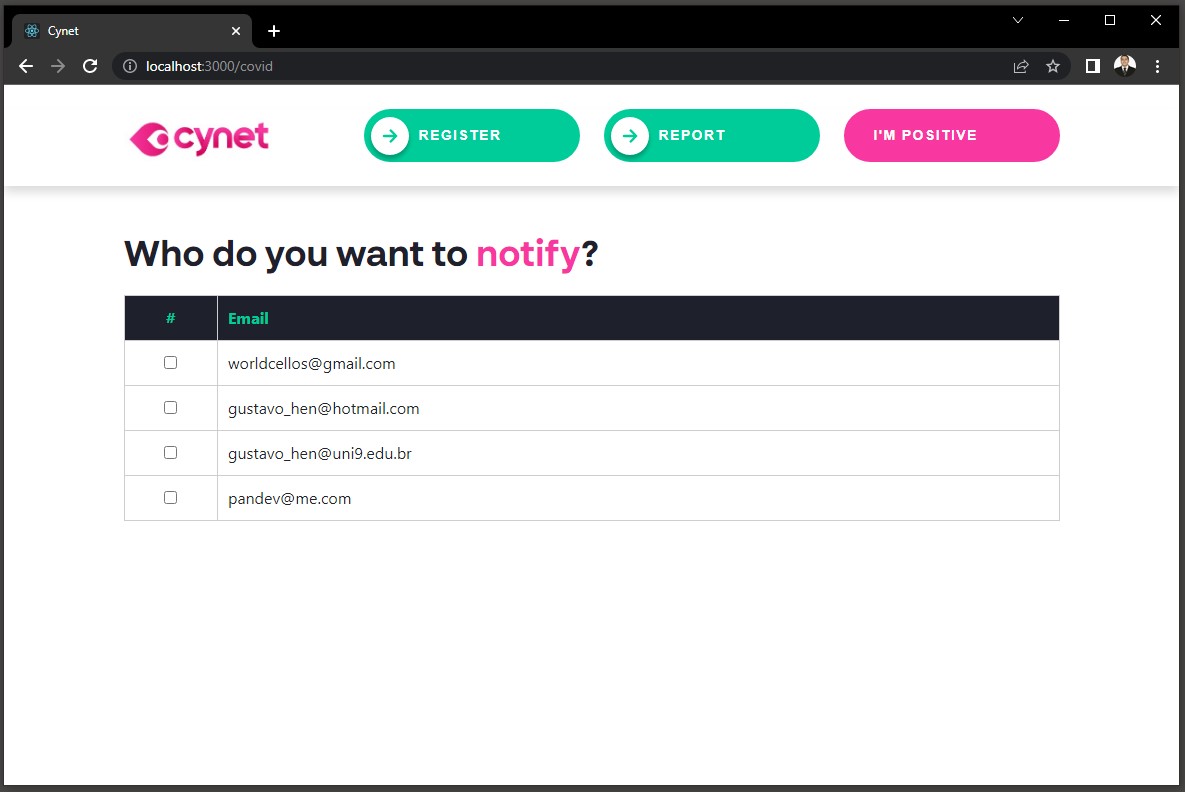 Cynet
localhost:3000/covid
cynet
REGISTER
REPORT
I'M POSITIVE
Who do you want to notify?
# Email
worldcellos@gmail.com
gustavo_hen@hotmail.com
gustavo_hen@uni9.edu.br
pandev@me.com